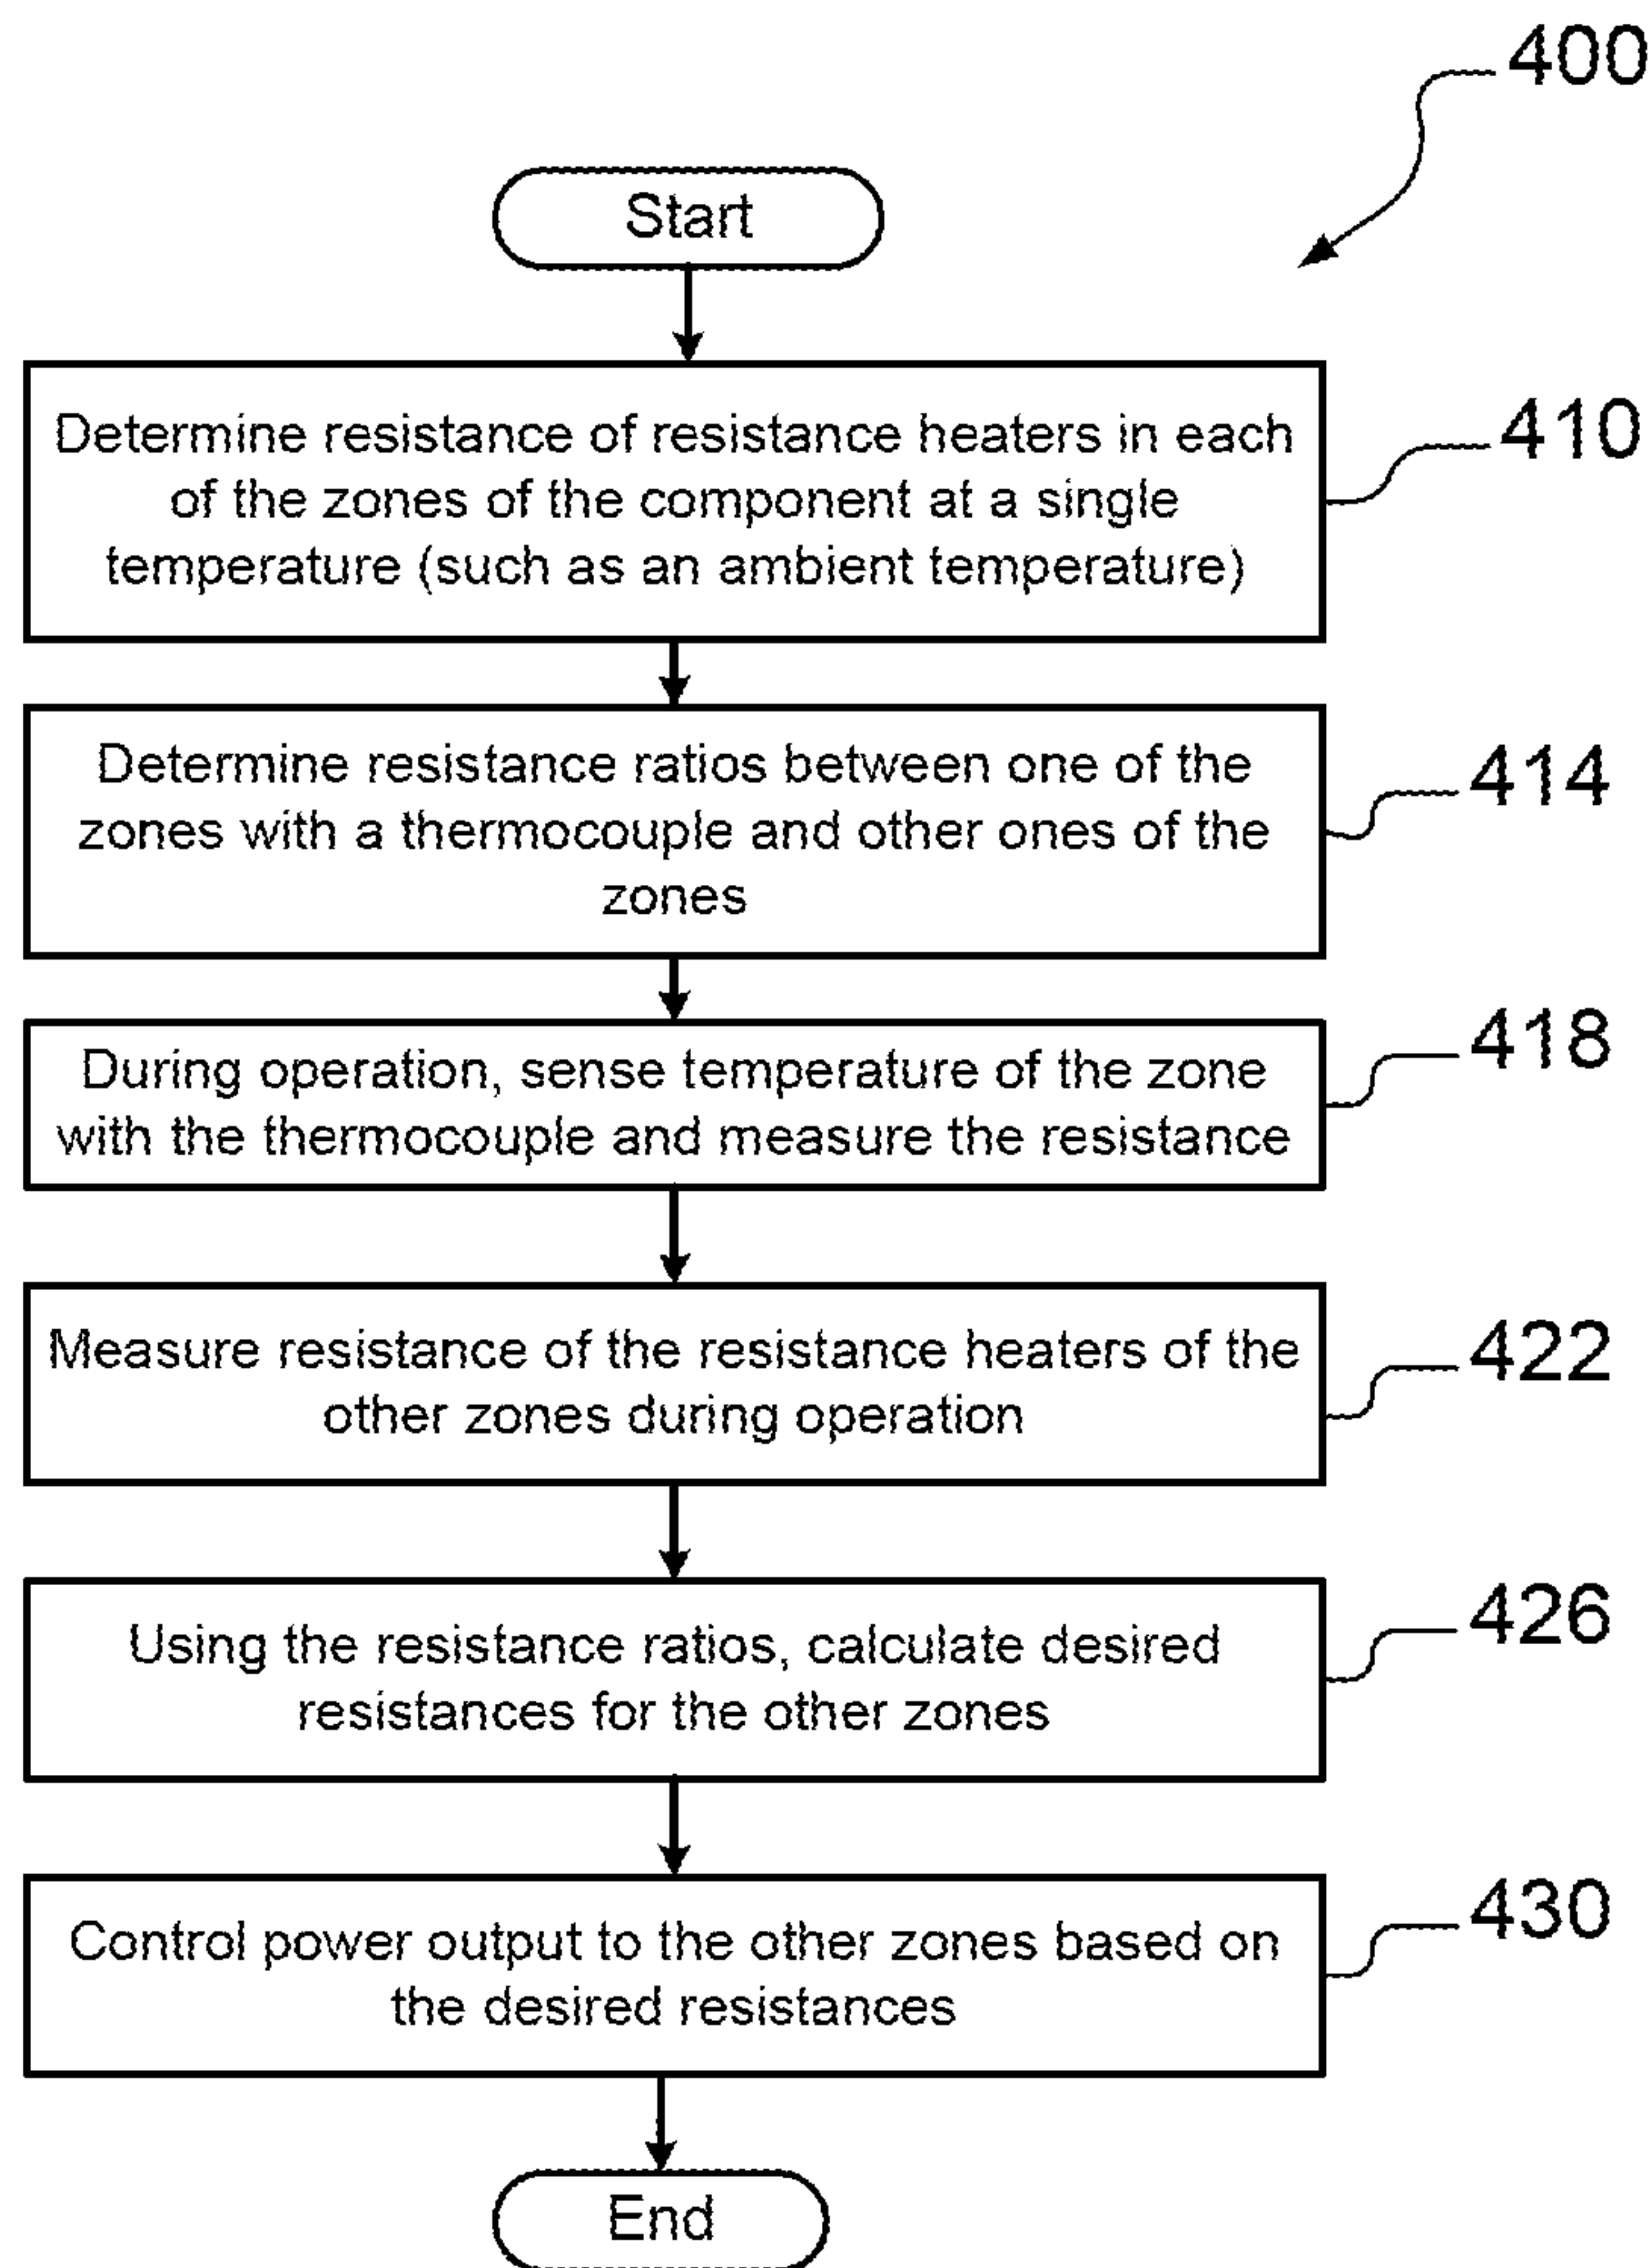 400
Start
Determine resistance of resistance heaters in each
of the zones of the component at a single
temperature (such as an ambient temperature)
410
Determine resistance ratios between one of the
zones with a thermocouple and other ones of the
zones
414
During operation, sense temperature of the zone
with the thermocouple and measure the resistance
418
Measure resistance of the resistance heaters of the
other zones during operation
422
Using the resistance ratios, calculate desired
resistances for the other zones
426
Control power output to the other zones based on
the desired resistances
430
End